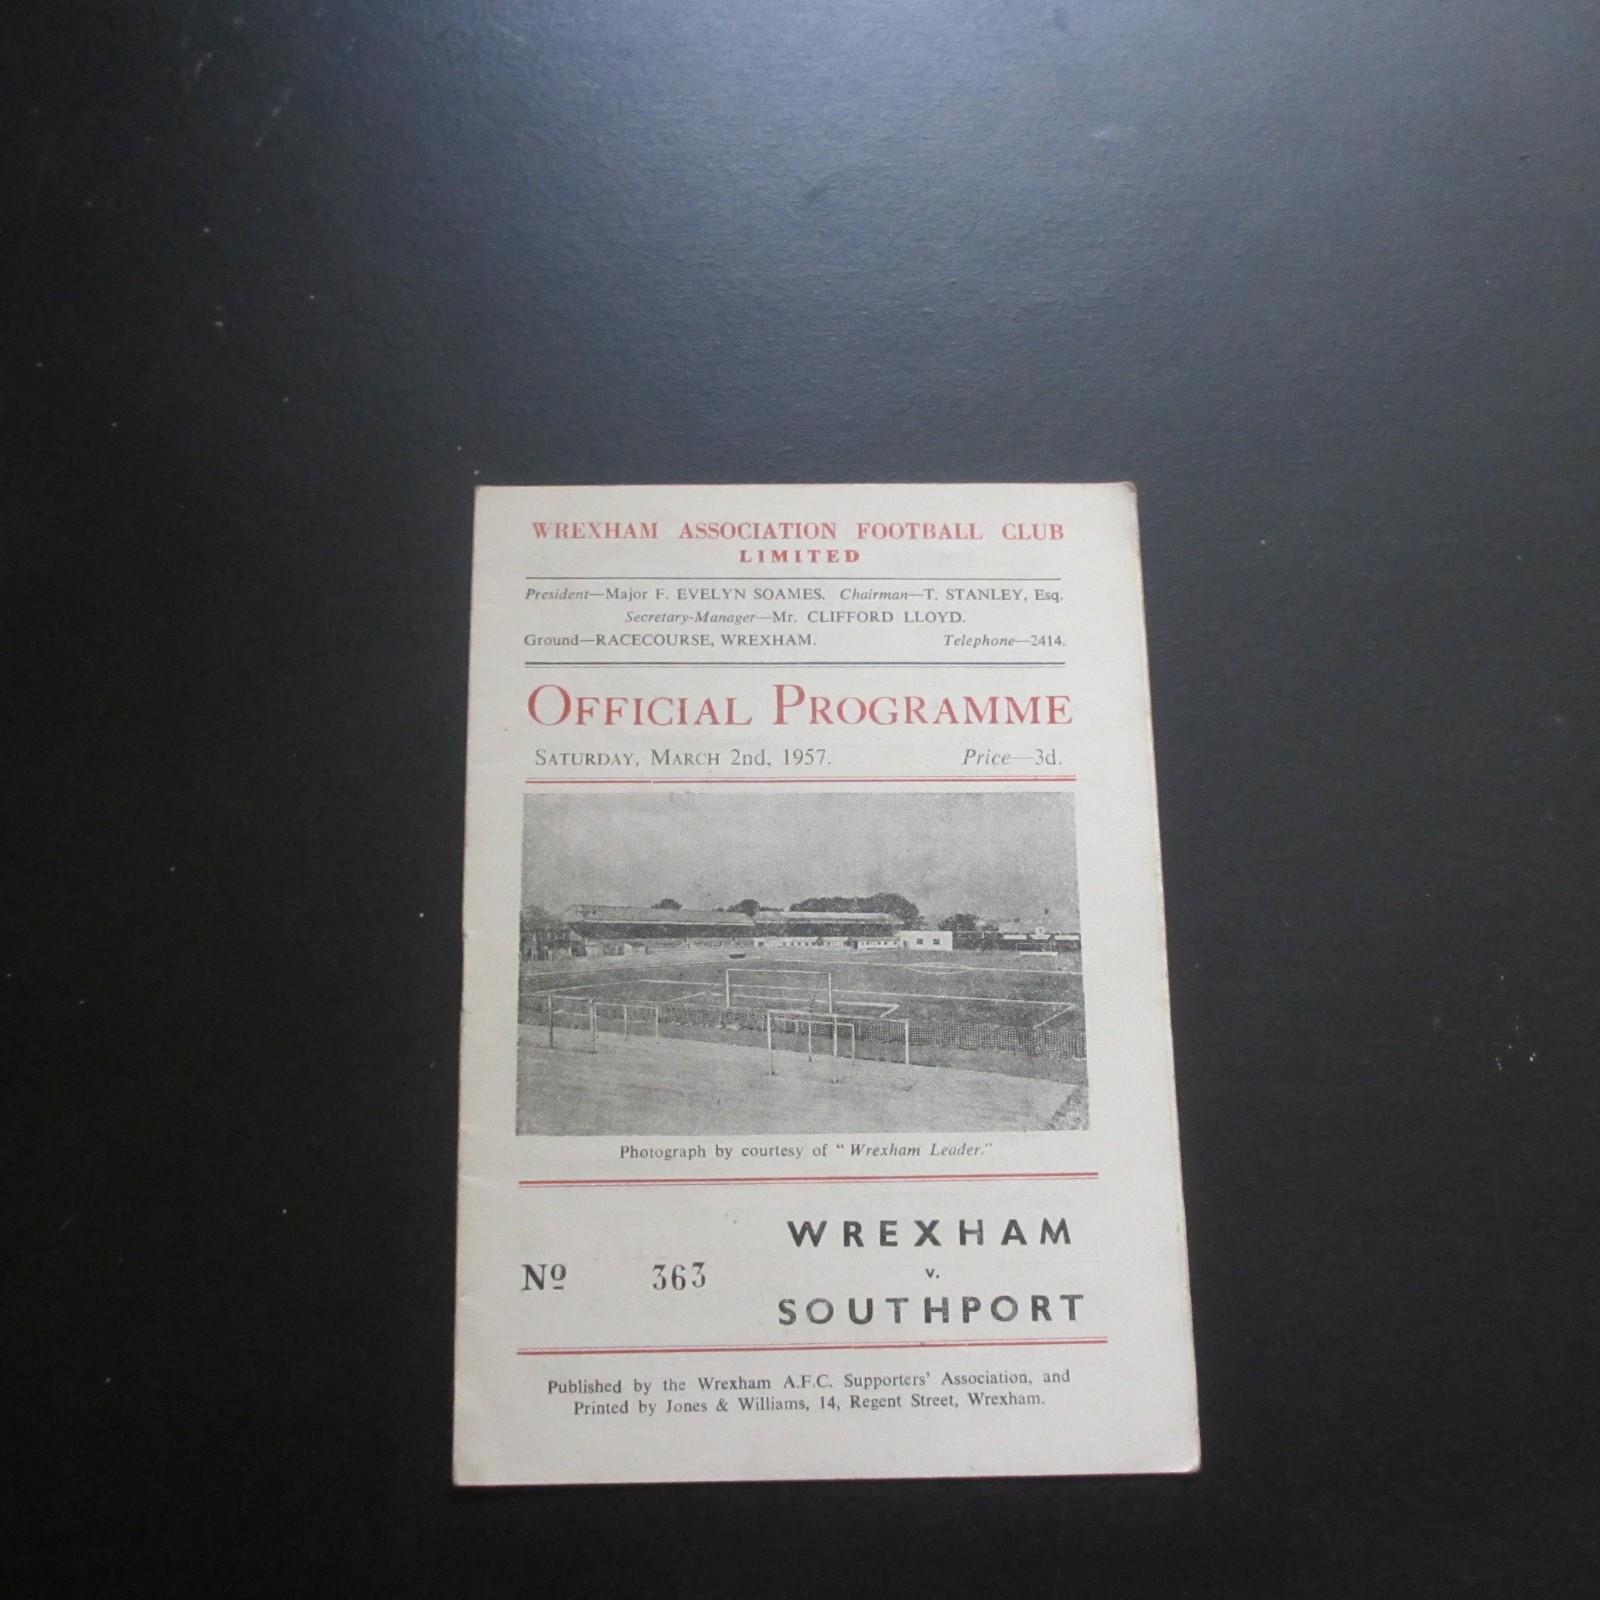 WREXHAM ASSOCIATION FOOTBALL CLUB
LIMITED
President—Major F. EVELYN SOAMES. Chairman—T. STANLEY, Esq.
Secretary-Manager—Mr. CLIFFORD LLOYD.
Ground—RACECOURSE, WREXHAM. Telephone—2414.
OFFICIAL PROGRAMME
SATURDAY, MARCH 2nd, 1957. Price—3d.
Photograph by courtesy of "Wrexham Leader."
WREXHAM
v.
Nº 363
SOUTHPORT
Published by the Wrexham A.F.C. Supporters' Association, and
Printed by Jones & Williams, 14, Regent Street, Wrexham.